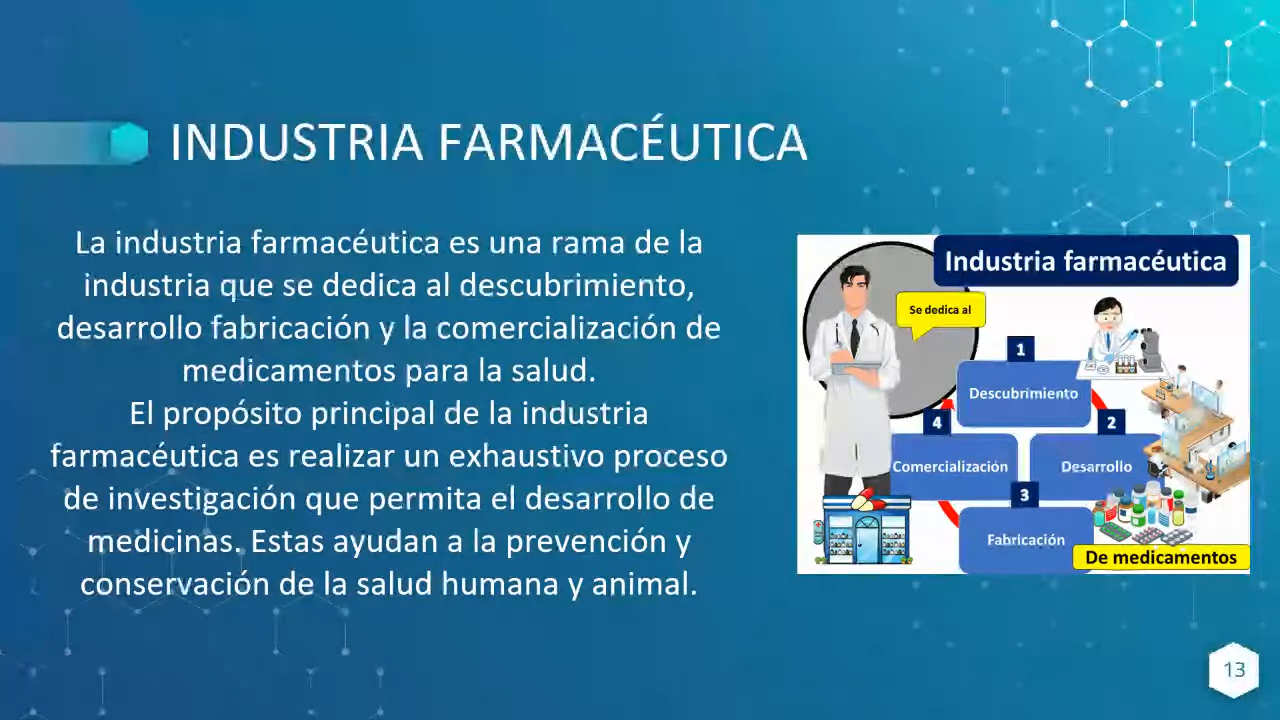 INDUSTRIA FARMACÉUTICA
La industria farmacéutica es una rama de la
industria que se dedica al descubrimiento,
desarrollo fabricación y la comercialización de
medicamentos para la salud.
El propósito principal de la industria
farmacéutica es realizar un exhaustivo proceso
de investigación que permita el desarrollo de
medicinas. Estas ayudan a la prevención y
conservación de la salud humana y animal.
Industria farmacéutica
Se dedica al
1
Descubrimiento
2
Desarrollo
3
Fabricación
4
Comercialización
De medicamentos
13